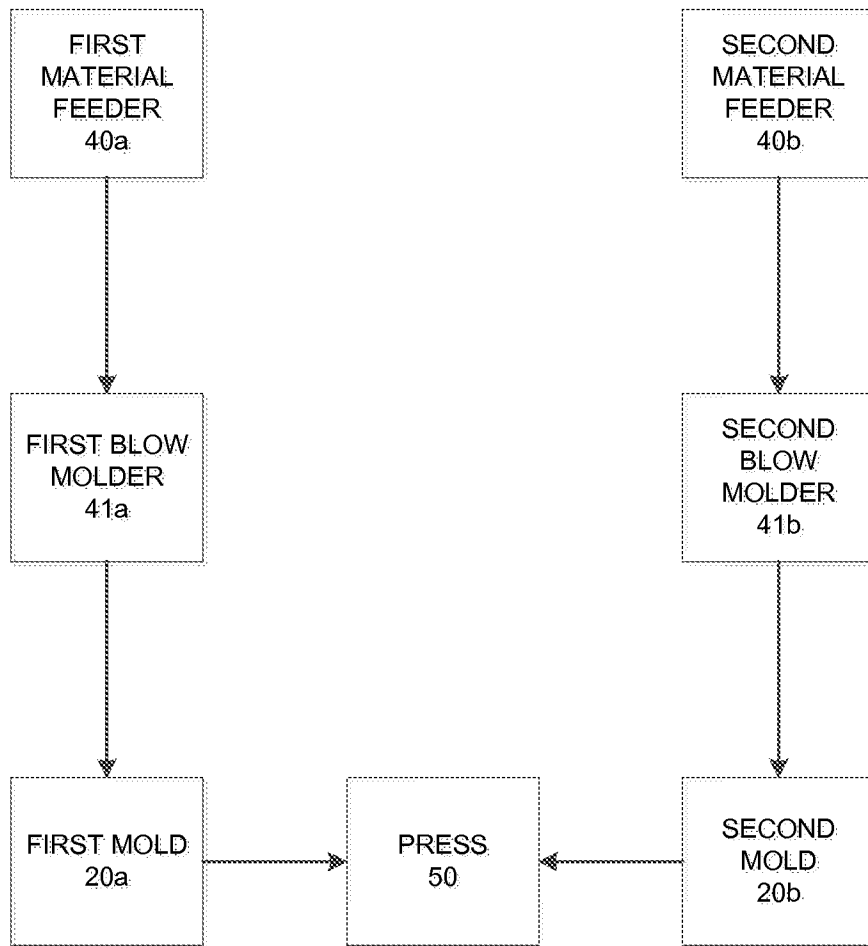 FIRST
MATERIAL
FEEDER
40a
SECOND
MATERIAL
FEEDER
40b
FIRST BLOW
MOLDER
41a
SECOND
BLOW
MOLDER
41b
FIRST MOLD
20a
PRESS
50
SECOND
MOLD
20b